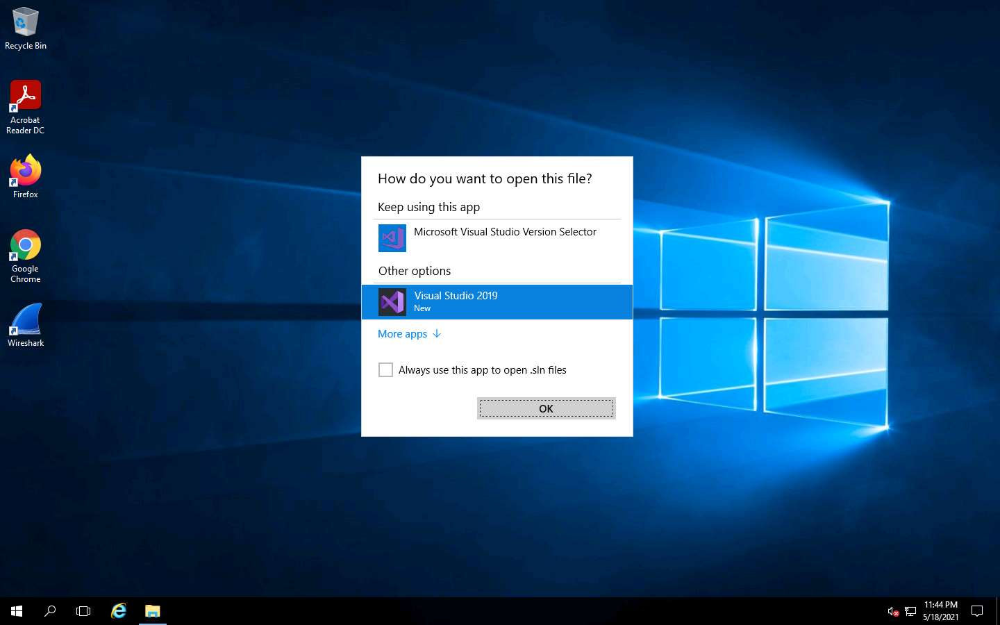 Recycle Bin
Acrobat
Reader DC
Firefox
Google
Chrome
Wireshark
How do you want to open this file?
Keep using this app
Microsoft Visual Studio Version Selector
Other options
Visual Studio 2019
New
More apps
Always use this app to open .sln files
OK
11:44 PM
5/18/2021